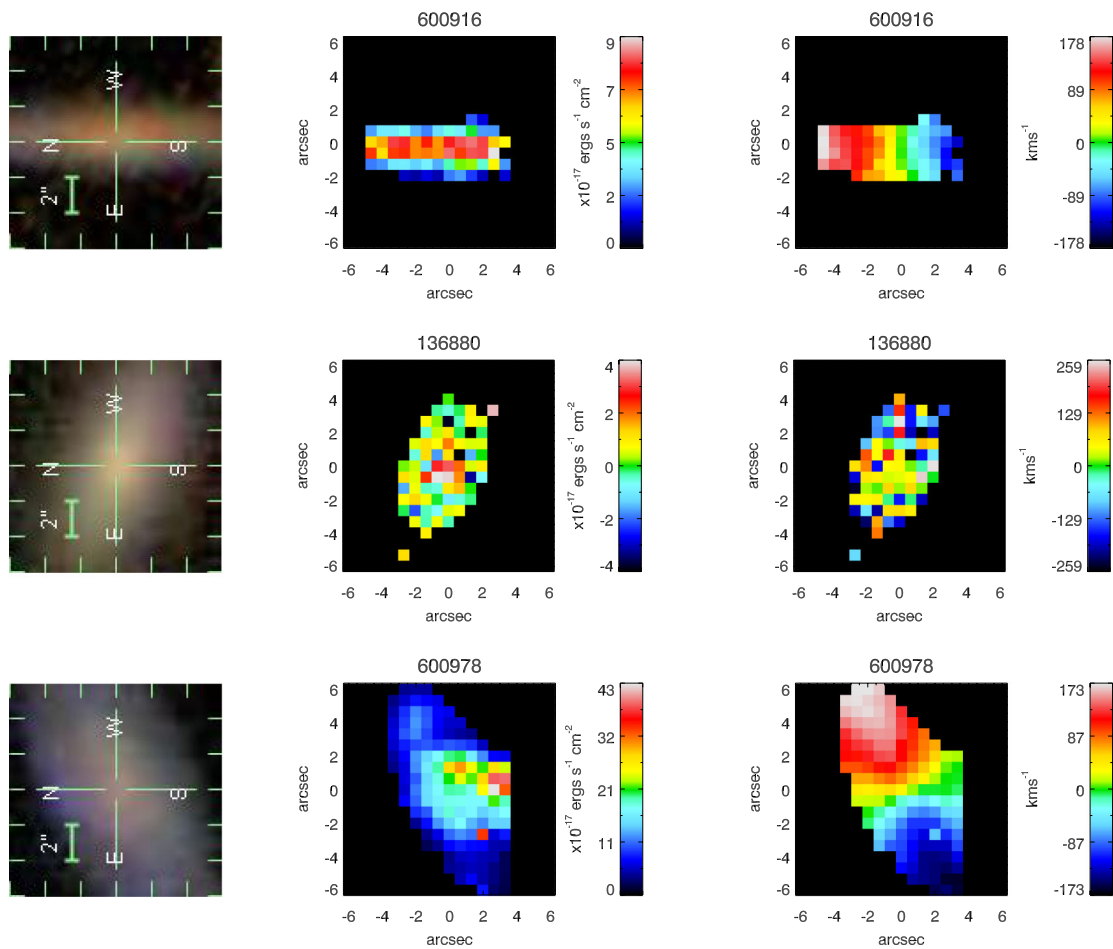 600916
600916
W
N
S
2"
E
6
4
2
0
-2
-4
-6
arcsec
-6 -4 -2 0 2 4 6
arcsec
9
7
5
2
0
x10⁻¹⁷ ergs s⁻¹ cm⁻²
6
4
2
0
-2
-4
-6
arcsec
-6 -4 -2 0 2 4 6
arcsec
178
89
0
-89
-178
kms⁻¹
136880
136880
W
N
S
2"
E
6
4
2
0
-2
-4
-6
arcsec
-6 -4 -2 0 2 4 6
arcsec
4
2
0
-2
-4
x10⁻¹⁷ ergs s⁻¹ cm⁻²
6
4
2
0
-2
-4
-6
arcsec
-6 -4 -2 0 2 4 6
arcsec
259
129
0
-129
-259
kms⁻¹
600978
600978
W
N
S
2"
E
6
4
2
0
-2
-4
-6
arcsec
-6 -4 -2 0 2 4 6
arcsec
43
32
21
11
0
x10⁻¹⁷ ergs s⁻¹ cm⁻²
6
4
2
0
-2
-4
-6
arcsec
-6 -4 -2 0 2 4 6
arcsec
173
87
0
-87
-173
kms⁻¹